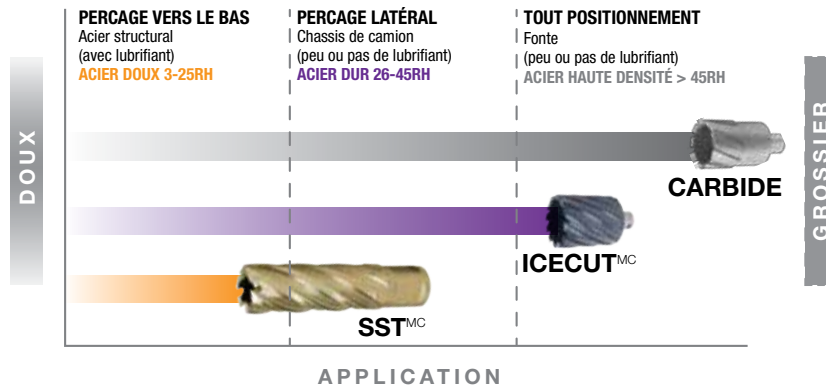 PERCAGE VERS LE BAS
Acier structural
(avec lubrifiant)
ACIER DOUX 3-25RH
PERCAGE LATÉRAL
Chassis de camion
(peu ou pas de lubrifiant)
ACIER DUR 26-45RH
TOUT POSITIONNEMENT
Fonte
(peu ou pas de lubrifiant)
ACIER HAUTE DENSITÉ > 45RH
DOUX
GROSSIER
CARBIDE
ICECUTMC
SSTMC
APPLICATION